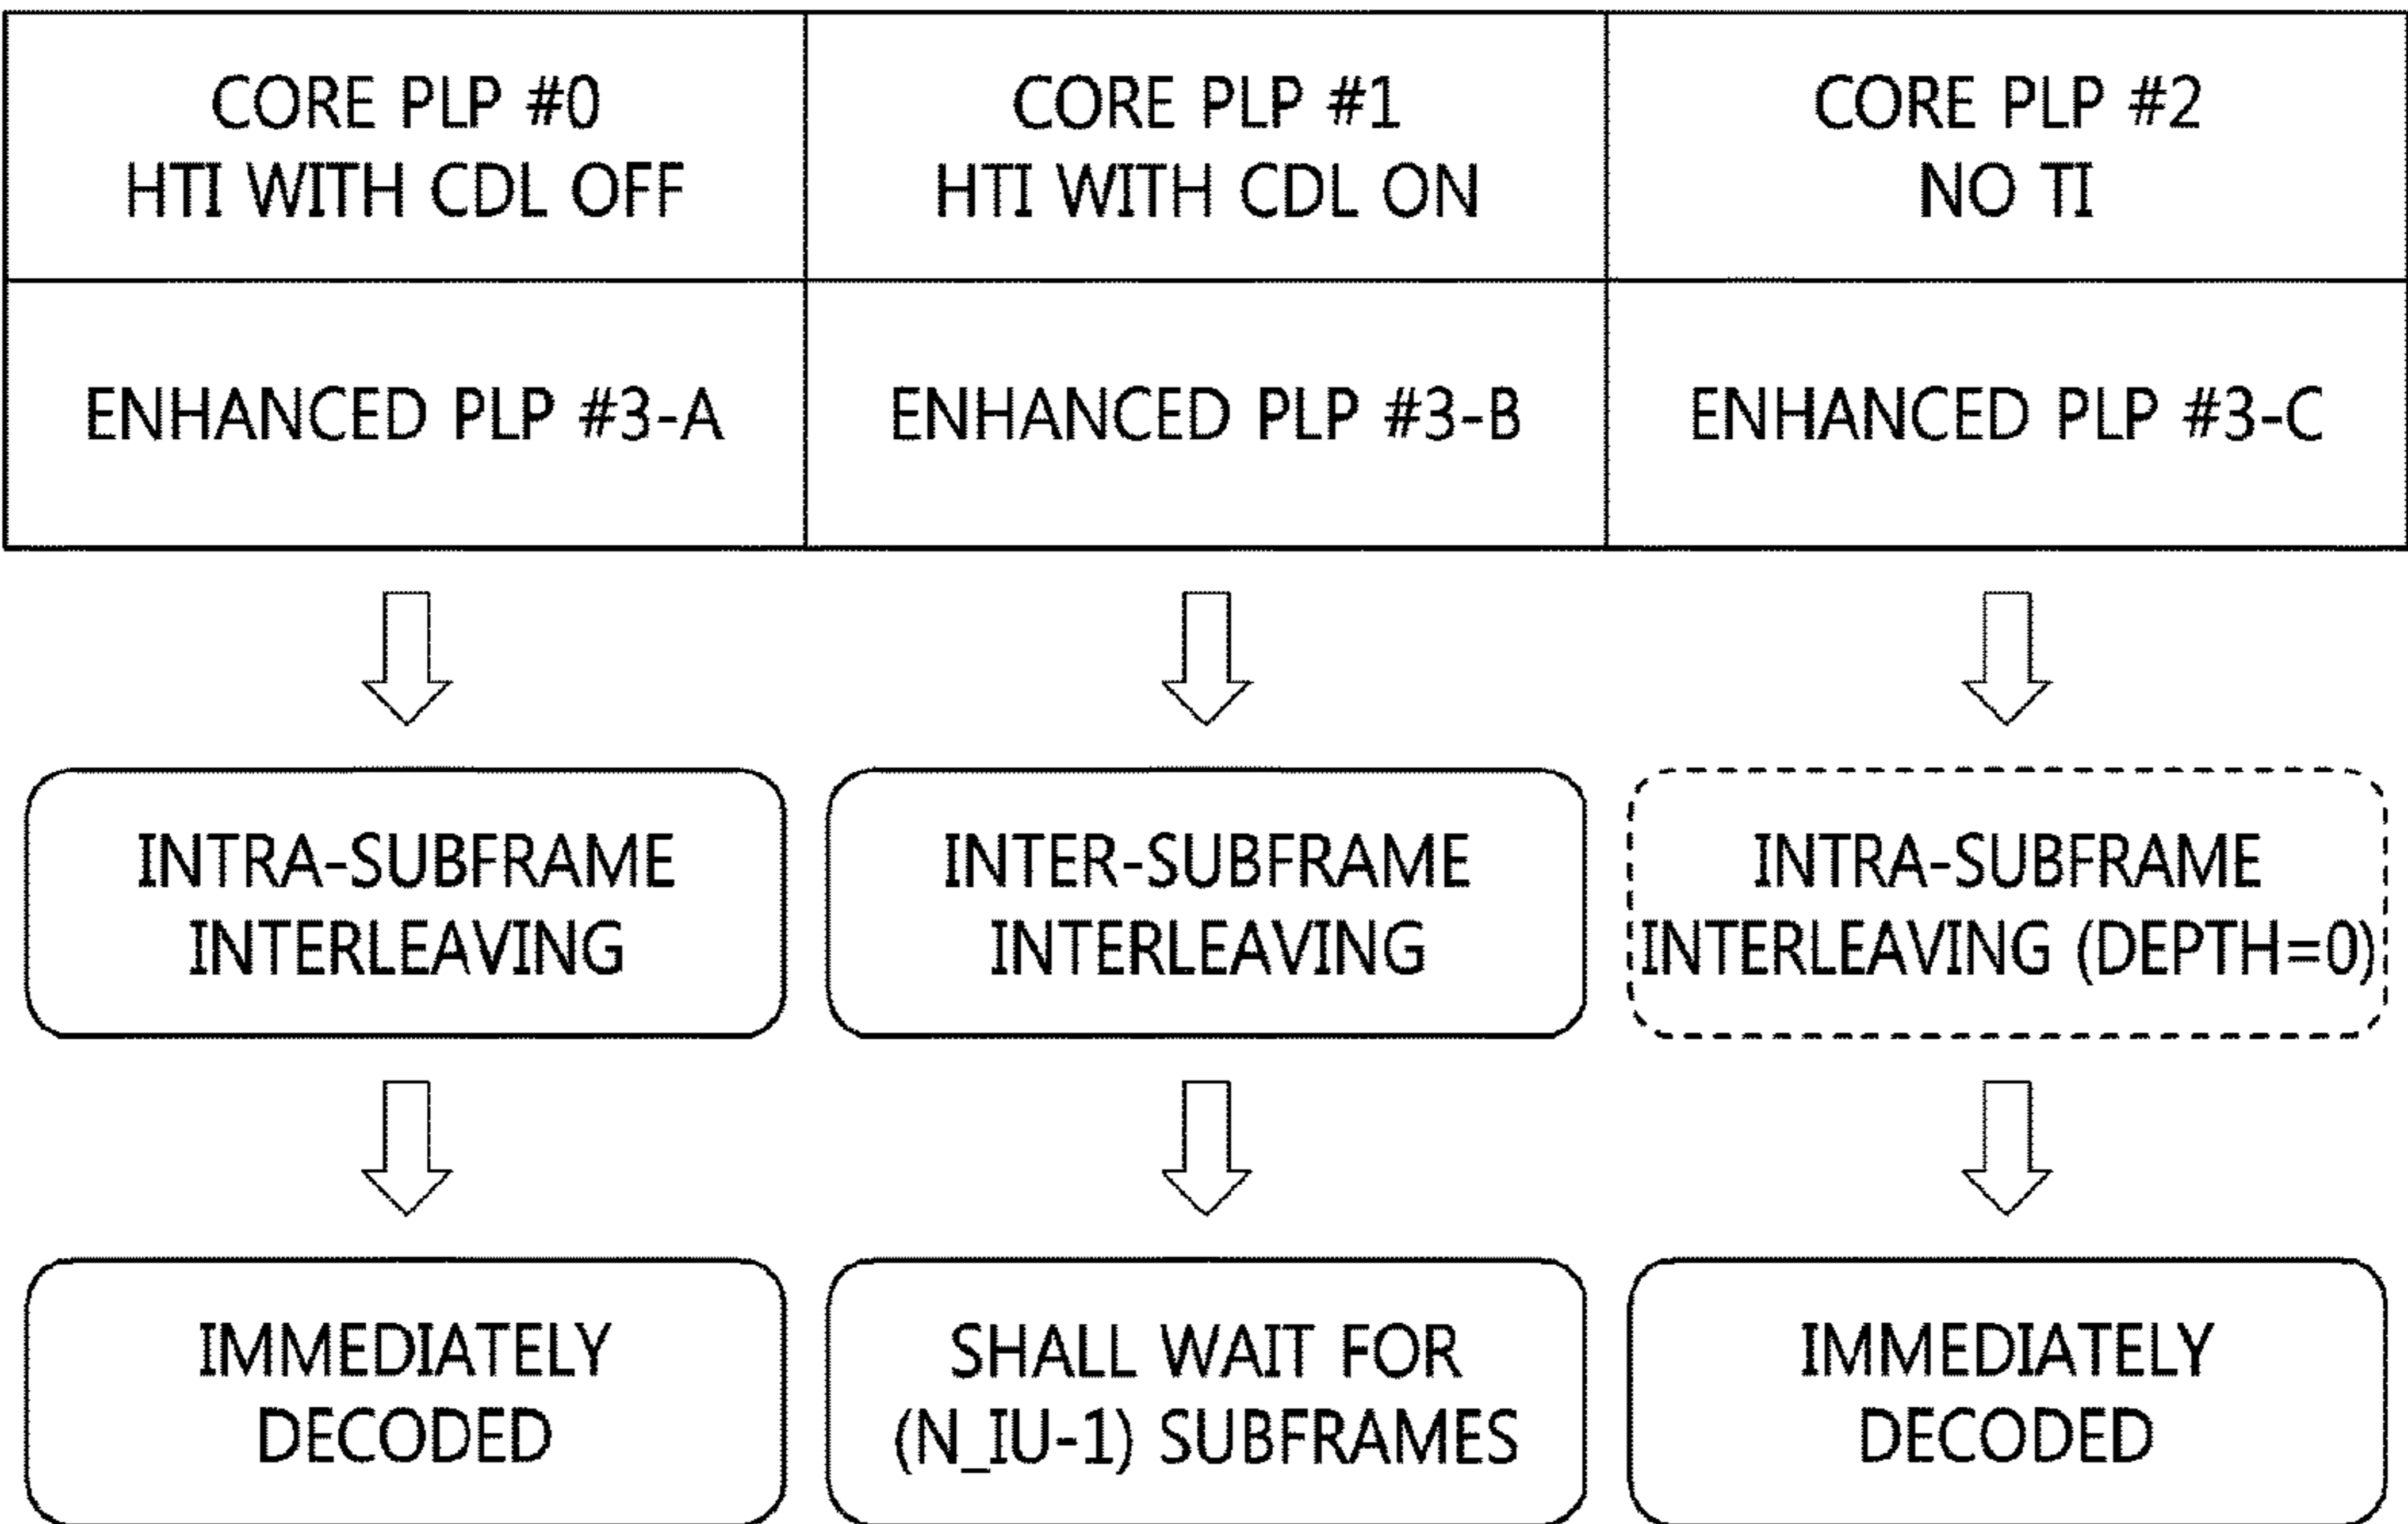 CORE PLP #0
HTI WITH CDL OFF
CORE PLP #1
HTI WITH CDL ON
CORE PLP #2
NO TI
ENHANCED PLP #3-A
ENHANCED PLP #3-B
ENHANCED PLP #3-C
INTRA-SUBFRAME
INTERLEAVING
INTER-SUBFRAME
INTERLEAVING
INTRA-SUBFRAME
INTERLEAVING (DEPTH=0)
IMMEDIATELY
DECODED
SHALL WAIT FOR
(N_IU-1) SUBFRAMES
IMMEDIATELY
DECODED